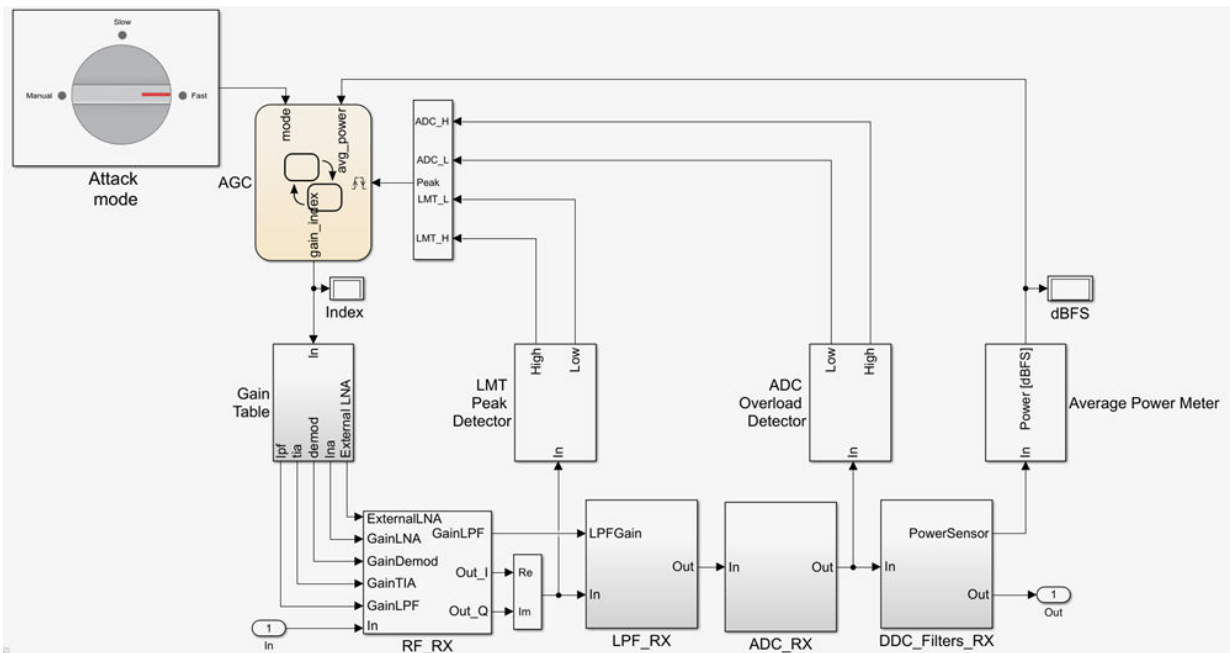 Slow
Manual
Fast
Attack
mode
mode
avg_power
AGC
gain_index
ADC_H
ADC_L
Peak
LMT_L
LMT_H
Index
dBFS
In
Gain
Table
lpf
tia
demod
lna
External LNA
High
Low
LMT
Peak
Detector
In
Low
High
ADC
Overload
Detector
In
Power [dBFS]
Average Power Meter
In
ExternalLNA
GainLNA
GainDemod
GainTIA
GainLPF
In
GainLPF
Out_I
Out_Q
RF_RX
1
In
Re
Im
LPFGain
In
Out
LPF_RX
In
Out
ADC_RX
In
PowerSensor
Out
DDC_Filters_RX
1
Out